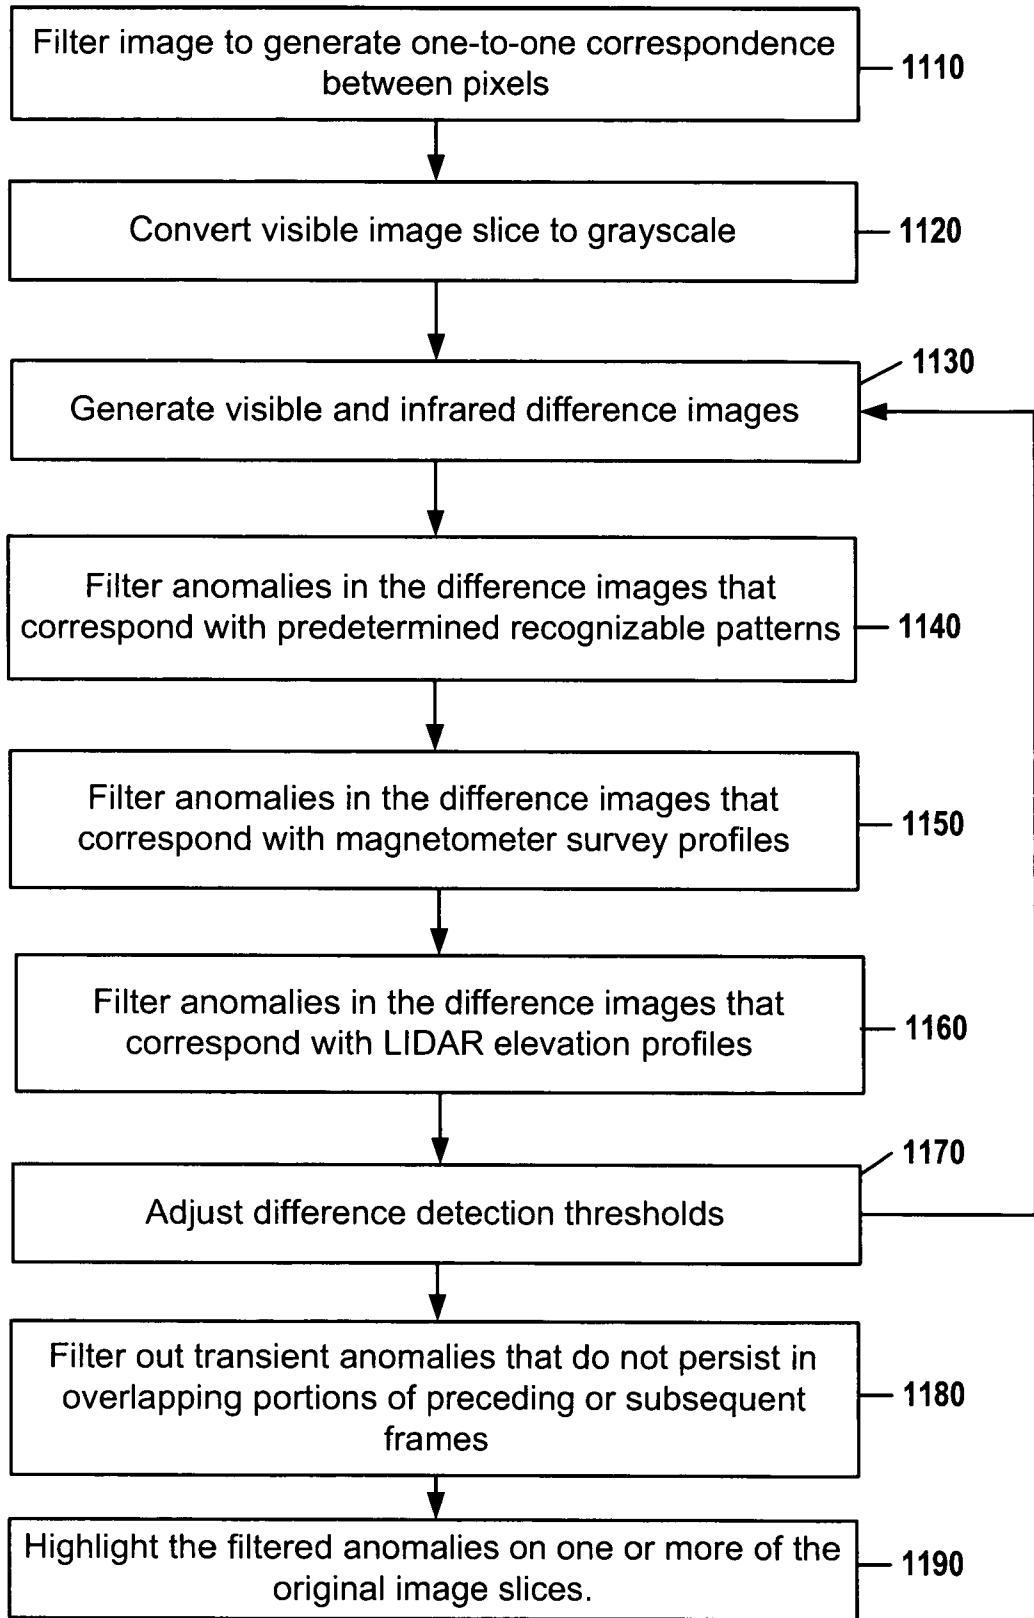 Filter image to generate one-to-one correspondence
between pixels
1110
Convert visible image slice to grayscale
1120
1130
Generate visible and infrared difference images
Filter anomalies in the difference images that
correspond with predetermined recognizable patterns
1140
Filter anomalies in the difference images that
correspond with magnetometer survey profiles
1150
Filter anomalies in the difference images that
correspond with LIDAR elevation profiles
1160
1170
Adjust difference detection thresholds
Filter out transient anomalies that do not persist in
overlapping portions of preceding or subsequent
frames
1180
Highlight the filtered anomalies on one or more of the
original image slices.
1190